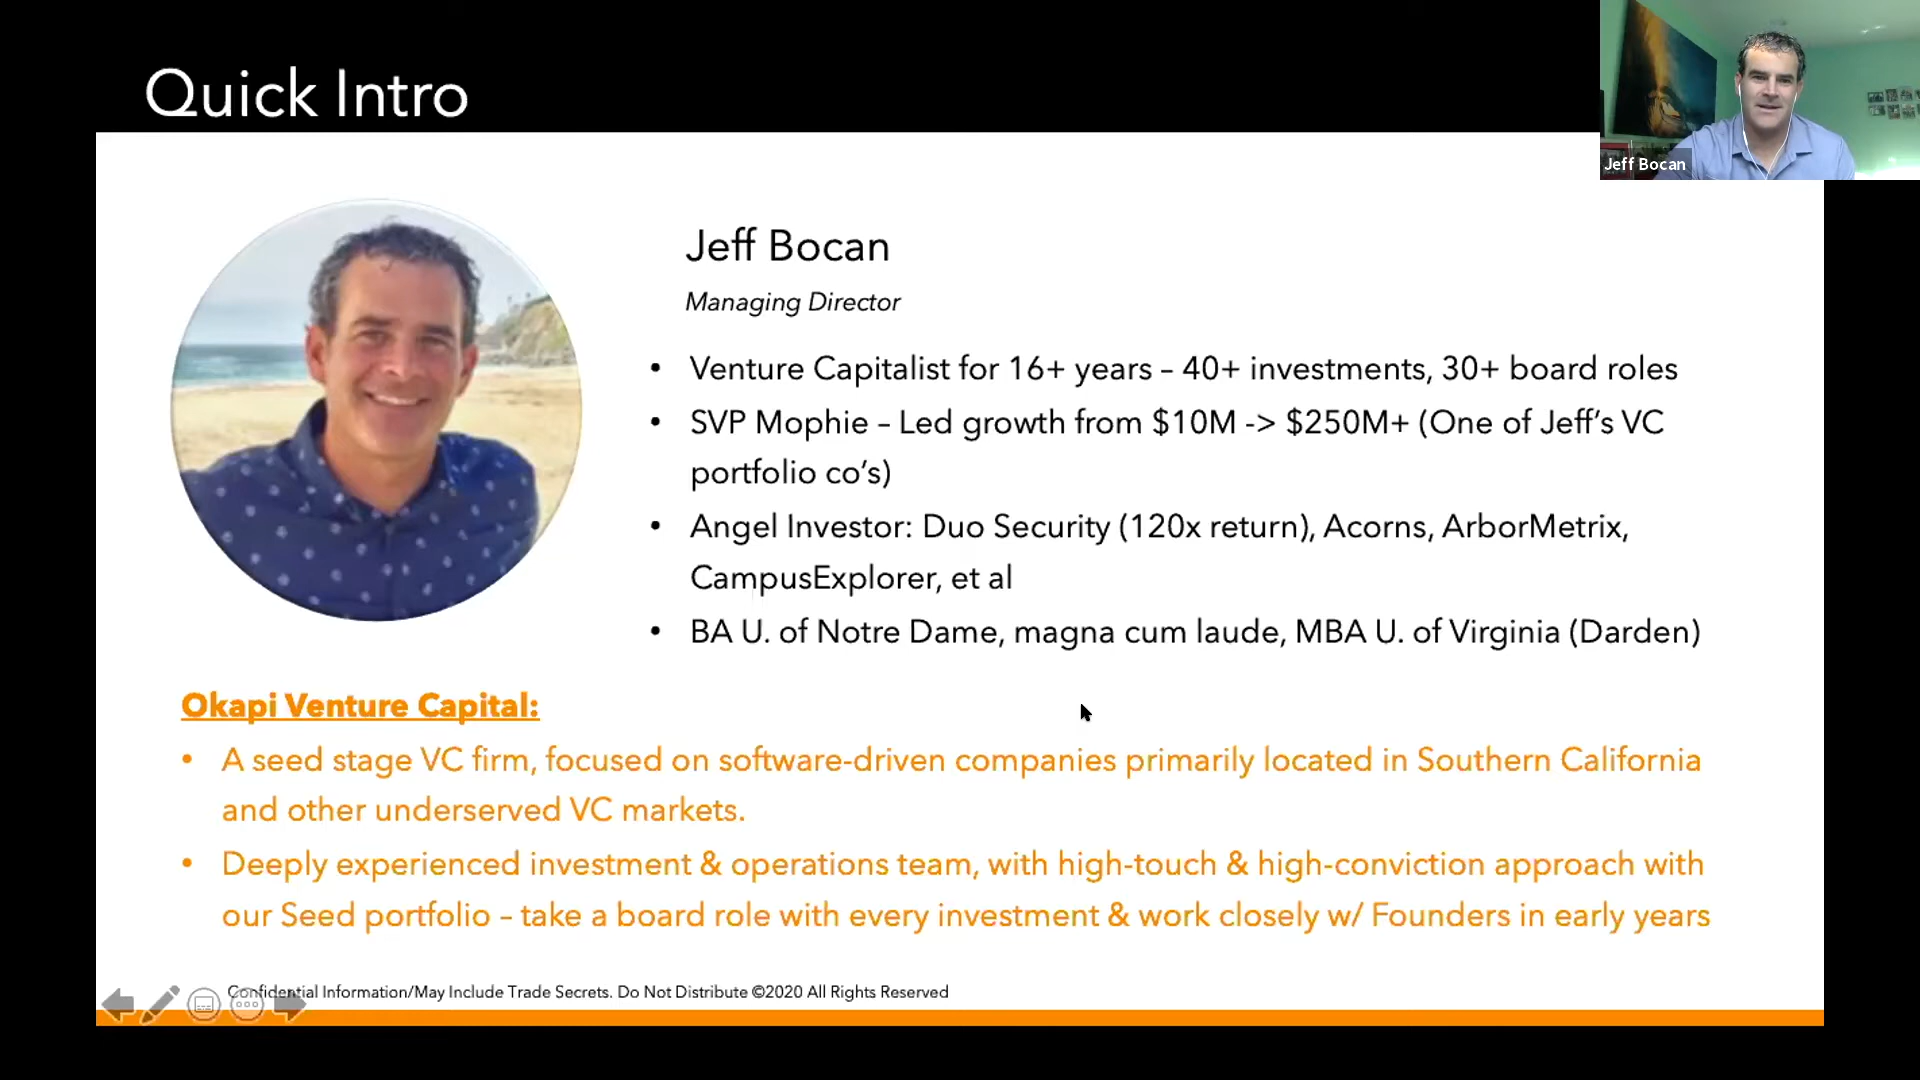 Quick Intro
Jeff Bocan
Jeff Bocan
Managing Director
• Venture Capitalist for 16+ years – 40+ investments, 30+ board roles
• SVP Mophie – Led growth from $10M -> $250M+ (One of Jeff’s VC
portfolio co’s)
• Angel Investor: Duo Security (120x return), Acorns, ArborMetrix,
CampusExplorer, et al
• BA U. of Notre Dame, magna cum laude, MBA U. of Virginia (Darden)
Okapi Venture Capital:
• A seed stage VC firm, focused on software-driven companies primarily located in Southern California
and other underserved VC markets.
• Deeply experienced investment & operations team, with high-touch & high-conviction approach with
our Seed portfolio – take a board role with every investment & work closely w/ Founders in early years
Confidential Information/May Include Trade Secrets. Do Not Distribute ©2020 All Rights Reserved